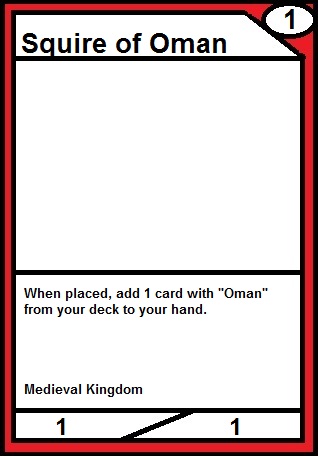 1
Squire of Oman
When placed, add 1 card with "Oman"
from your deck to your hand.
Medieval Kingdom
1 1